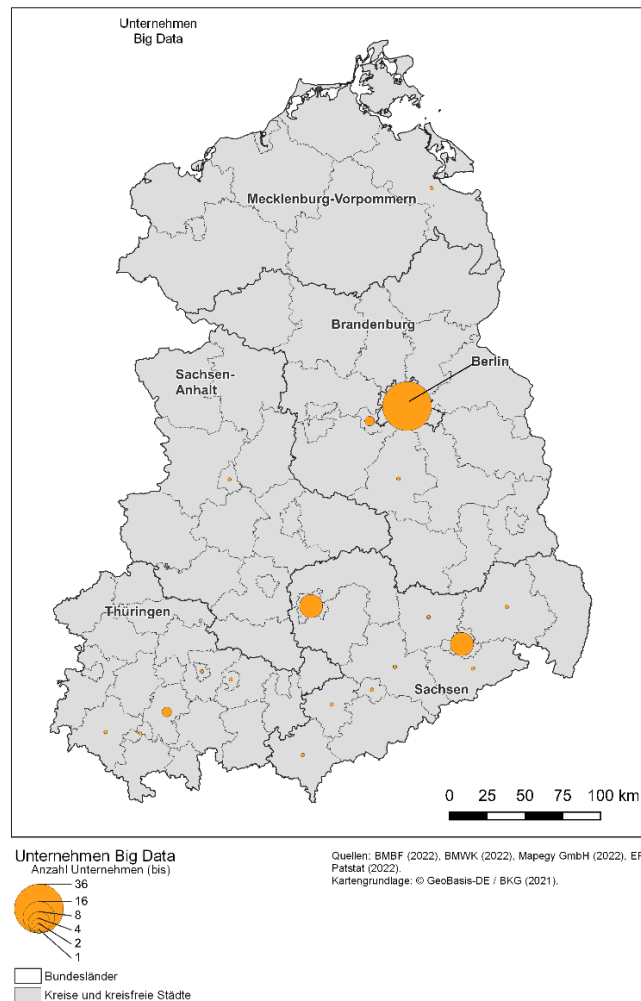 Unternehmen
Big Data
Mecklenburg-Vorpommern
Brandenburg
Berlin
Sachsen-
Anhalt
Thüringen
Sachsen
0 25 50 75 100 km
Unternehmen Big Data
Anzahl Unternehmen (bis)
36
16
8
4
2
1
Bundesländer
Kreise und kreisfreie Städte
Quellen: BMBF (2022), BMWK (2022), Mapegy GmbH (2022),
Patstat (2022).
Kartengrundlage: © GeoBasis-DE / BKG (2021).